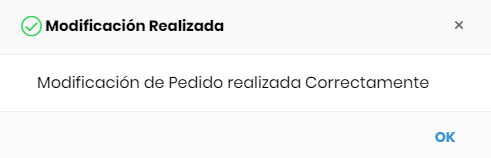 Modificación Realizada
×
Modificación de Pedido realizada Correctamente
OK